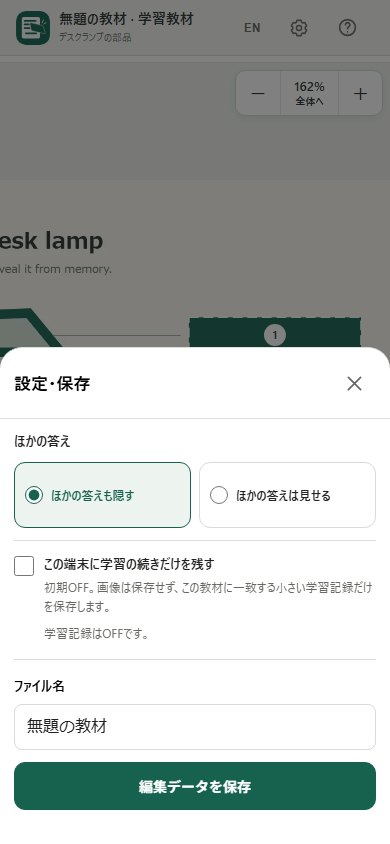 無題の教材 · 学習教材
デスクランプの部品
EN
162%
全体へ
esk lamp
veal it from memory.
1
設定・保存
ほかの答え
ほかの答えも隠す
ほかの答えは見せる
この端末に学習の続きだけを残す
初期OFF。画像は保存せず、この教材に一致する小さい学習記録だけ
を保存します。
学習記録はOFFです。
ファイル名
無題の教材
編集データを保存